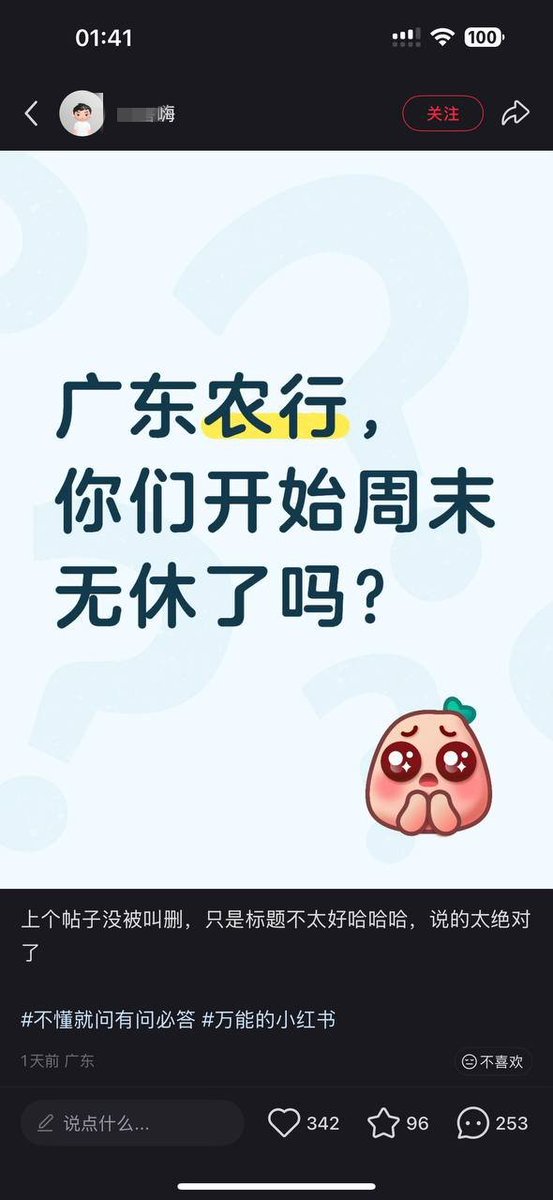 01:41
100
嗨
关注
广东农行，
你们开始周末
无休了吗？
上个帖子没被叫删，只是标题不太好哈哈哈，说的太绝对
了
#不懂就问有问必答 #万能的小红书
1天前 广东
不喜欢
说点什么...
342
96
253